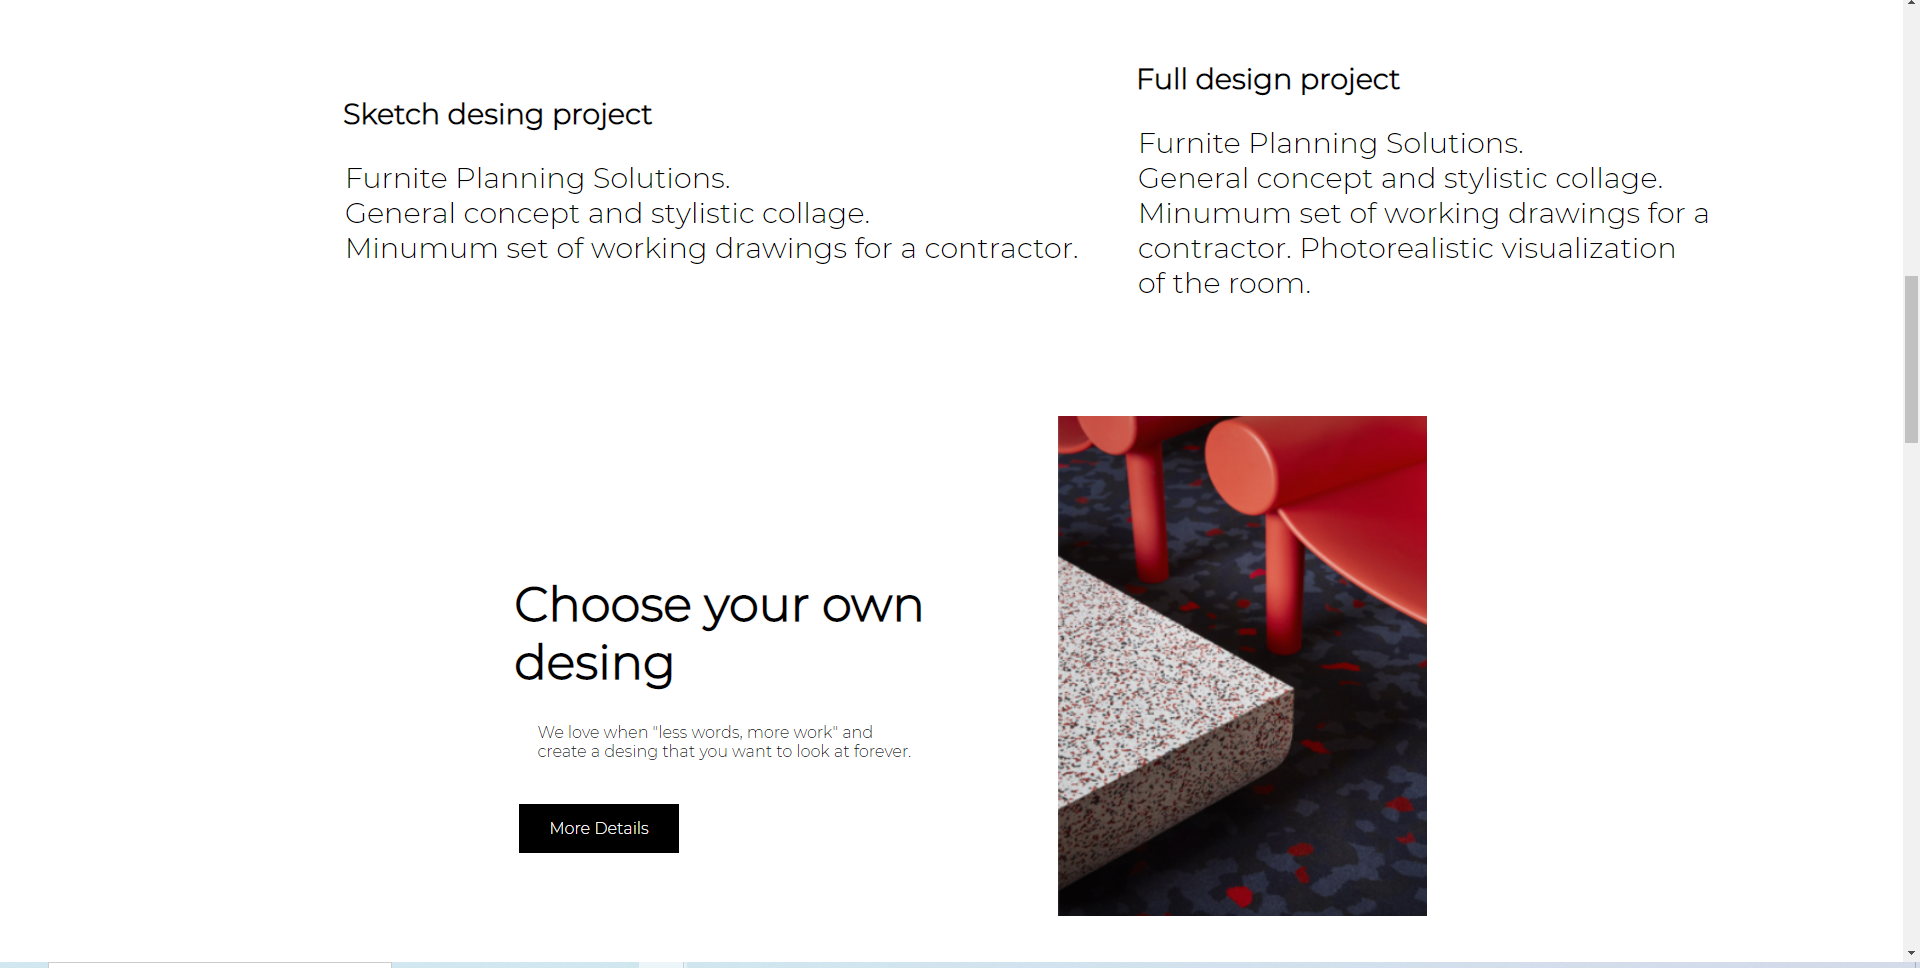 Sketch desing project
Furnite Planning Solutions.
General concept and stylistic collage.
Minumum set of working drawings for a contractor.
Full design project
Furnite Planning Solutions.
General concept and stylistic collage.
Minumum set of working drawings for a
contractor. Photorealistic visualization
of the room.
Choose your own
desing
We love when "less words, more work" and
create a desing that you want to look at forever.
More Details